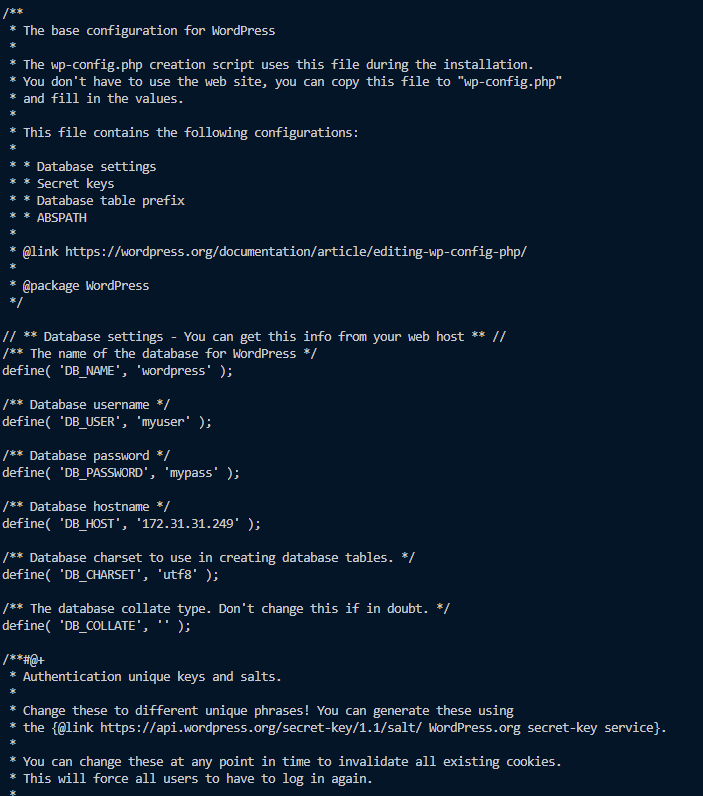 /**
 * The base configuration for WordPress
 *
 * The wp-config.php creation script uses this file during the installation.
 * You don't have to use the web site, you can copy this file to "wp-config.php"
 * and fill in the values.
 *
 * This file contains the following configurations:
 *
 * * Database settings
 * * Secret keys
 * * Database table prefix
 * * ABSPATH
 *
 * @link https://wordpress.org/documentation/article/editing-wp-config-php/
 *
 * @package WordPress
 */

// ** Database settings - You can get this info from your web host ** //
/** The name of the database for WordPress */
define( 'DB_NAME', 'wordpress' );

/** Database username */
define( 'DB_USER', 'myuser' );

/** Database password */
define( 'DB_PASSWORD', 'mypass' );

/** Database hostname */
define( 'DB_HOST', '172.31.31.249' );

/** Database charset to use in creating database tables. */
define( 'DB_CHARSET', 'utf8' );

/** The database collate type. Don't change this if in doubt. */
define( 'DB_COLLATE', '' );

/**#@+
 * Authentication unique keys and salts.
 *
 * Change these to different unique phrases! You can generate these using
 * the {@link https://api.wordpress.org/secret-key/1.1/salt/ WordPress.org secret-key service}.
 *
 * You can change these at any point in time to invalidate all existing cookies.
 * This will force all users to have to log in again.
 *